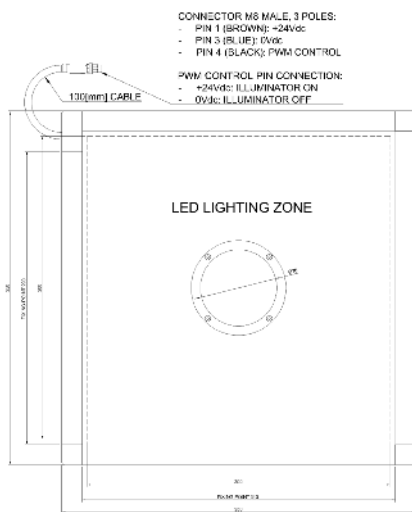 CONNECTOR M8 MALE, 3 POLES:
- PIN 1 (BROWN): +24Vdc
- PIN 3 (BLUE): 0Vdc
- PIN 4 (BLACK): PWM CONTROL
PWM CONTROL PIN CONNECTION:
- +24Vdc: ILLUMINATOR ON
- 0Vdc: ILLUMINATOR OFF
100[mm] CABLE
LED LIGHTING ZONE